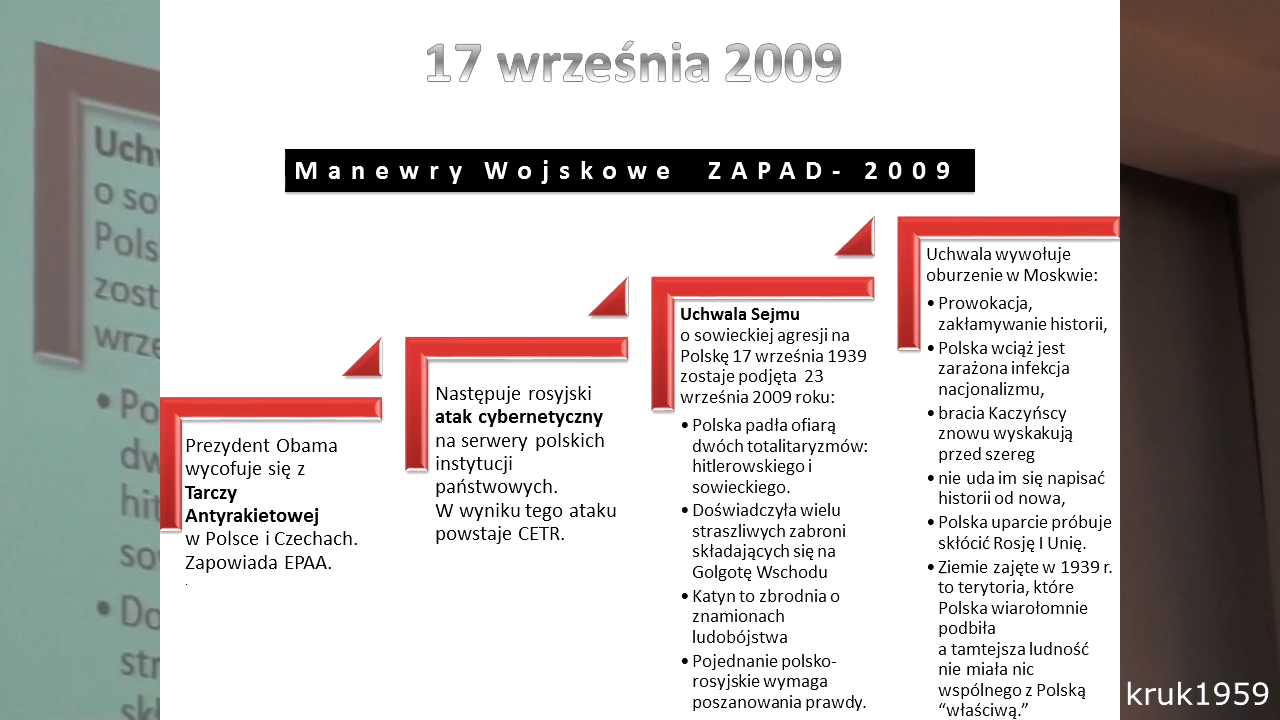 17 września 2009
Manewry Wojskowe ZAPAD- 2009
Prezydent Obama
wycofuje się z
Tarczy
Antyrakietowej
w Polsce i Czechach.
Zapowiada EPAA.
.
Następuje rosyjski
atak cybernetyczny
na serwery polskich
instytucji
państwowych.
W wyniku tego ataku
powstaje CETR.
Uchwala Sejmu
o sowieckiej agresji na
Polskę 17 września 1939
zostaje podjęta 23
września 2009 roku:
• Polska padła ofiarą
dwóch totalitaryzmów:
hitlerowskiego i
sowieckiego.
• Doświadczyła wielu
straszliwych zabroni
składających się na
Golgotę Wschodu
• Katyn to zbrodnia o
znamionach
ludobójstwa
• Pojednanie polsko-
rosyjskie wymaga
poszanowania prawdy.
Uchwala wywołuje
oburzenie w Moskwie:
• Prowokacja,
zakłamywanie historii,
• Polska wciąż jest
zarażona infekcja
nacjonalizmu,
• bracia Kaczyńscy
znowu wyskakują
przed szereg
• nie uda im się napisać
historii od nowa,
• Polska uparcie próbuje
skłócić Rosję I Unię.
• Ziemie zajęte w 1939 r.
to terytoria, które
Polska wiarołomnie
podbiła
a tamtejsza ludność
nie miała nic
wspólnego z Polską
“właściwą.”
kruk1959